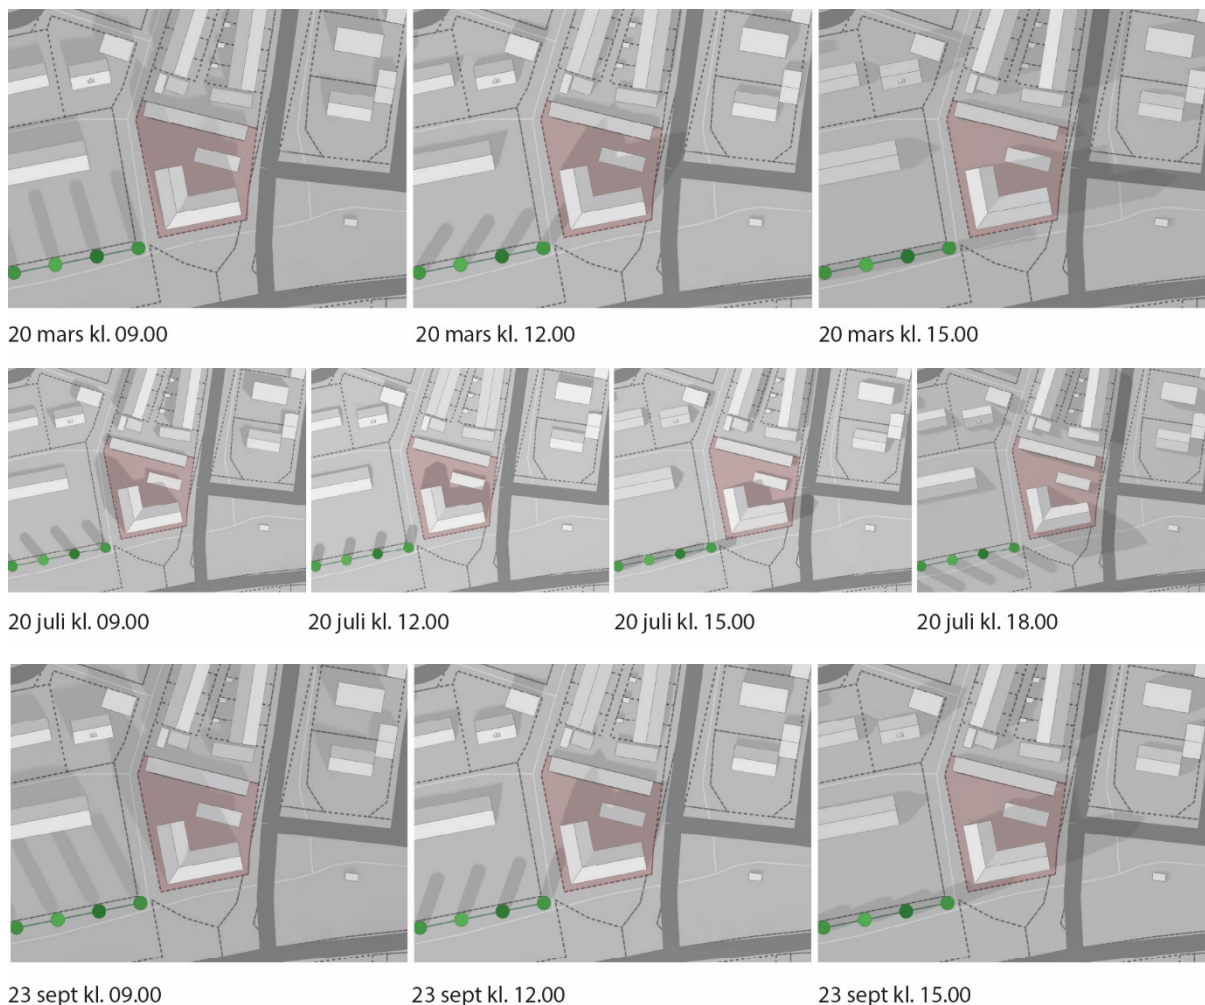 20 mars kl. 09.00
20 mars kl. 12.00
20 mars kl. 15.00
20 juli kl. 09.00
20 juli kl. 12.00
20 juli kl. 15.00
20 juli kl. 18.00
23 sept kl. 09.00
23 sept kl. 12.00
23 sept kl. 15.00